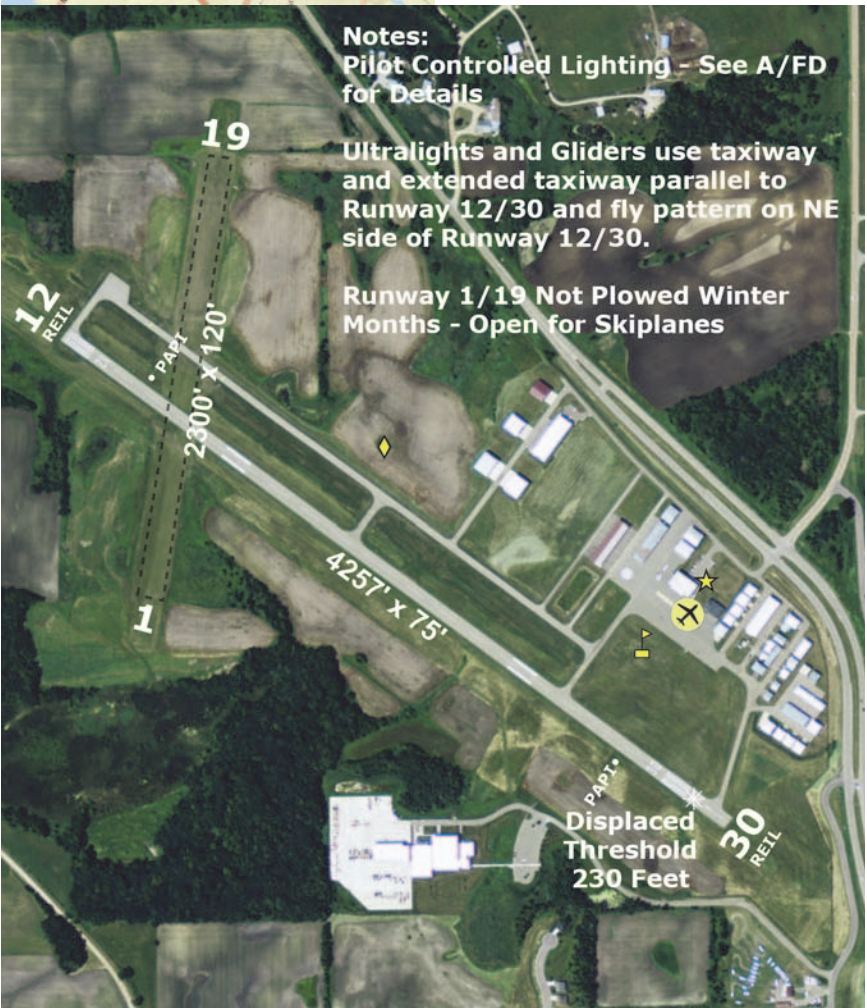 Notes:
Pilot Controlled Lighting - See A/FD
for Details
Ultralights and Gliders use taxiway
and extended taxiway parallel to
Runway 12/30 and fly pattern on NE
side of Runway 12/30.
Runway 1/19 Not Plowed Winter
Months - Open for Skiplanes
19
12
REIL
PAPI
2300' x 120'
4257' x 75'
1
PAPI
30
REIL
Displaced
Threshold
230 Feet